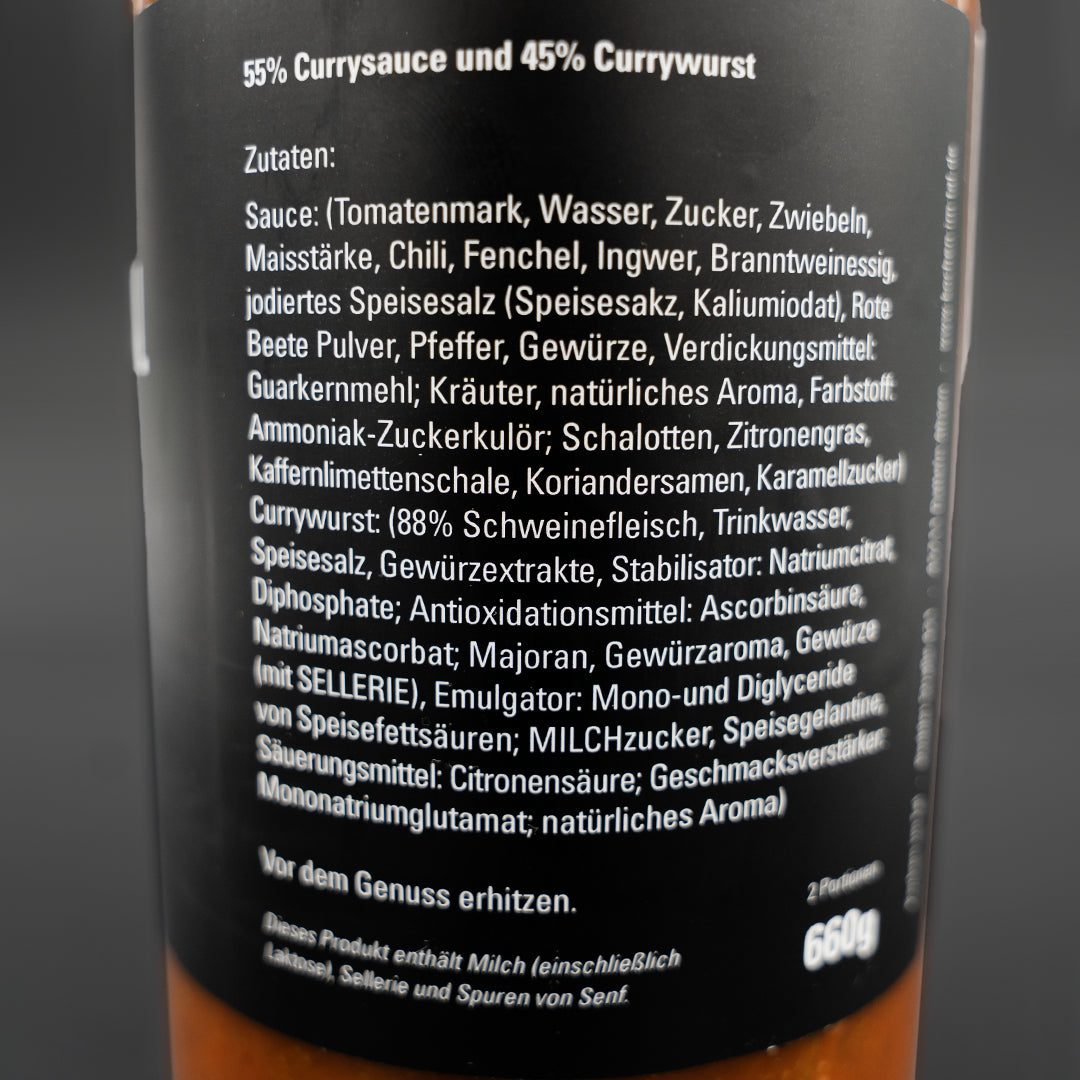 55% Currysauce und 45% Currywurst
Zutaten:
Sauce: (Tomatenmark, Wasser, Zucker, Zwiebeln,
Maisstärke, Chili, Fenchel, Ingwer, Branntweinessig,
jodiertes Speisesalz (Speisesakz, Kaliumiodat), Rote
Beete Pulver, Pfeffer, Gewürze, Verdickungsmittel:
Guarkernmehl; Kräuter, natürliches Aroma, Farbstoff:
Ammoniak-Zuckerkulör; Schalotten, Zitronengras,
Kaffernlimettenschale, Koriandersamen, Karamellzucker)
Currywurst: (88% Schweinefleisch, Trinkwasser,
Speisesalz, Gewürzextrakte, Stabilisator: Natriumcitrat,
Diphosphate; Antioxidationsmittel: Ascorbinsäure,
Natriumascorbat; Majoran, Gewürzaroma, Gewürze
(mit SELLERIE), Emulgator: Mono-und Diglyceride
von Speisefettsäuren; MILCHzucker, Speisegelantine,
Säuerungsmittel: Citronensäure; Geschmacksverstärker:
Mononatriumglutamat; natürliches Aroma)
Vor dem Genuss erhitzen.
2 Portionen
660g
Dieses Produkt enthält Milch (einschließlich
Laktose), Sellerie und Spuren von Senf.